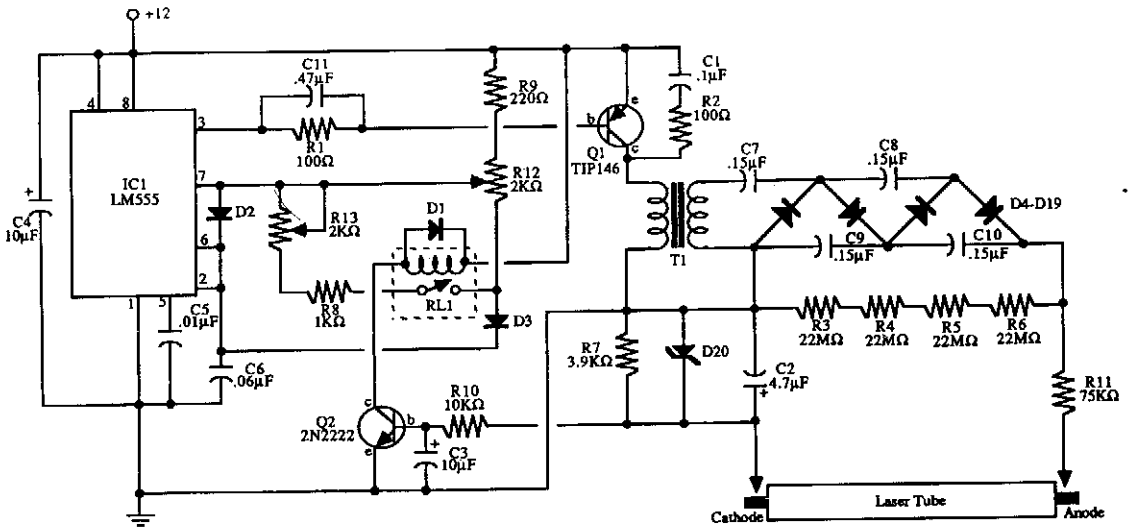 +12
C1
.1µF
C11
.47µF
R9
220Ω
R2
100Ω
4
8
3
e
b
c
R1
100Ω
Q1
TIP146
C7
.15µF
C8
.15µF
IC1
LM555
7
R12
2KΩ
D2
R13
2KΩ
D1
D4-D19
+
C4
10µF
6
T1
C9
.15µF
C10
.15µF
2
R8
1KΩ
RL1
1
5
C5
.01µF
D3
R3
22MΩ
R4
22MΩ
R5
22MΩ
R6
22MΩ
R7
3.9KΩ
D20
C6
.06µF
C2
4.7µF
+
R11
75KΩ
R10
10KΩ
c
b
e
Q2
2N2222
+
C3
10µF
Laser Tube
Cathode
Anode